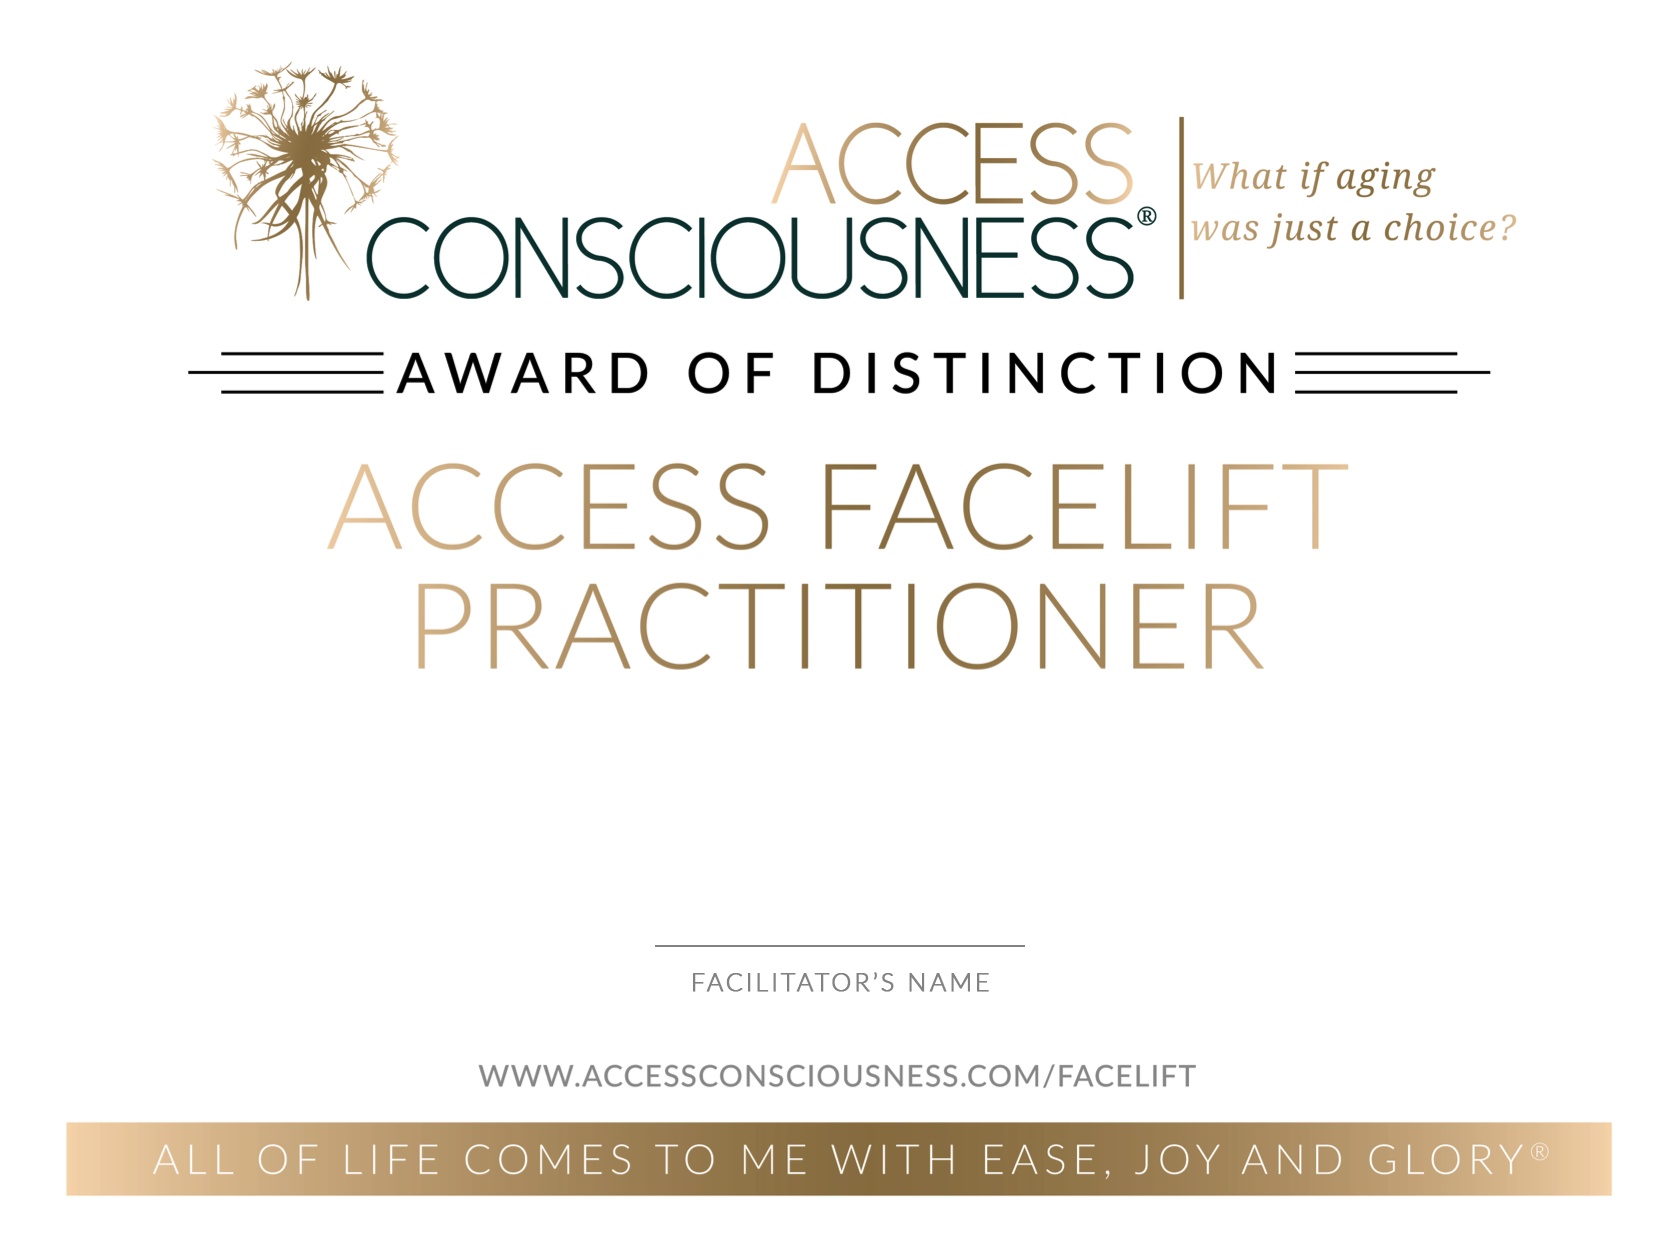 ACCESS
CONSCIOUSNESS®
What if aging
was just a choice?
AWARD OF DISTINCTION
ACCESS FACELIFT
PRACTITIONER
FACILITATOR’S NAME
WWW.ACCESSCONSCIOUSNESS.COM/FACELIFT
ALL OF LIFE COMES TO ME WITH EASE, JOY AND GLORY®